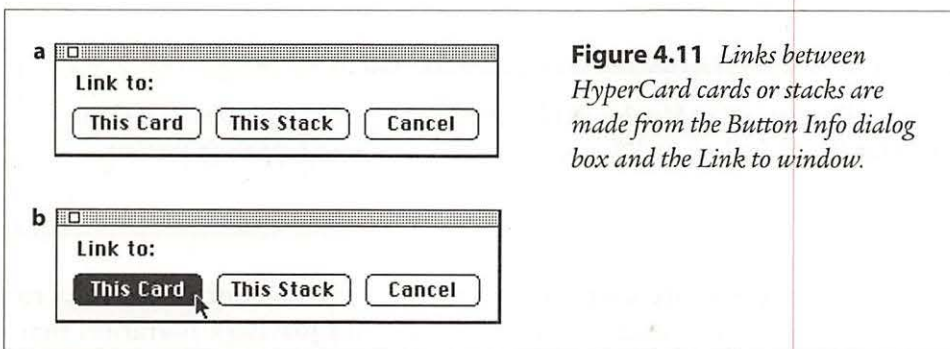 a
Link to:
This Card This Stack Cancel
b
Link to:
This Card This Stack Cancel
Figure 4.11 Links between
HyperCard cards or stacks are
made from the Button Info dialog
box and the Link to window.